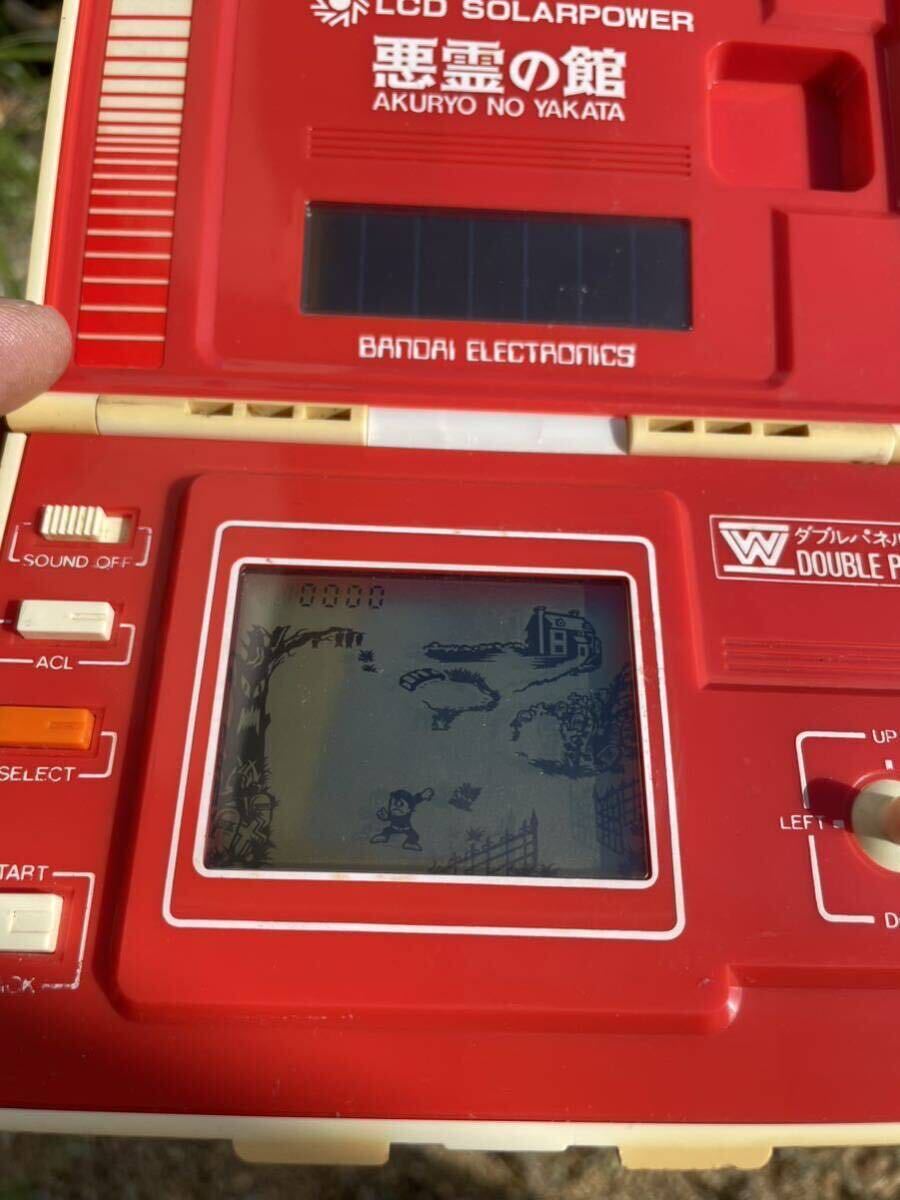 LCD SOLARPOWER
悪霊の館
AKURYO NO YAKATA
BANDAI ELECTRONICS
SOUND OFF
ACL
SELECT
0000
W ダブルパネル
DOUBLE P
UP
LEFT